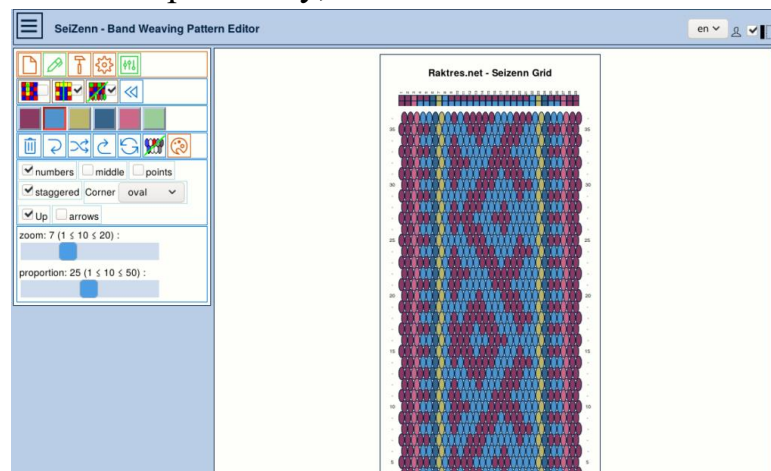 SeiZenn - Band Weaving Pattern Editor
en
Raktres.net - Seizenn Grid
numbers middle points
staggered Corner oval
Up arrows
zoom: 7 (1 ≤ 10 ≤ 20) :
proportion: 25 (1 ≤ 10 ≤ 50) :
35 35
30 30
25 25
20 20
15 15
10 10
5 5